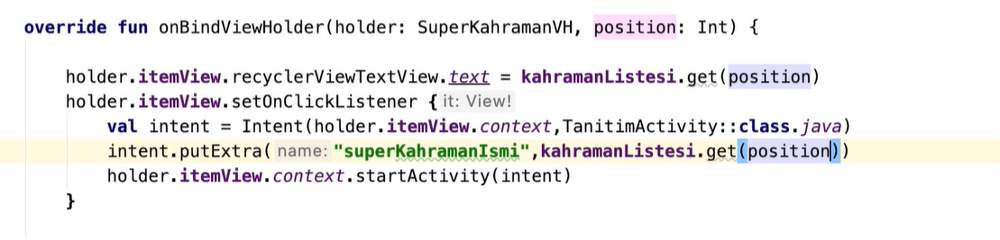 override fun onBindViewHolder(holder: SuperKahramanVH, position: Int) {
holder.itemView.recyclerViewTextView.text = kahramanListesi.get(position)
holder.itemView.setOnClickListener { it: View!
val intent = Intent(holder.itemView.context,TanitimActivity::class.java)
intent.putExtra( name: "superKahramanIsmi",kahramanListesi.get(position))
holder.itemView.context.startActivity(intent)
}